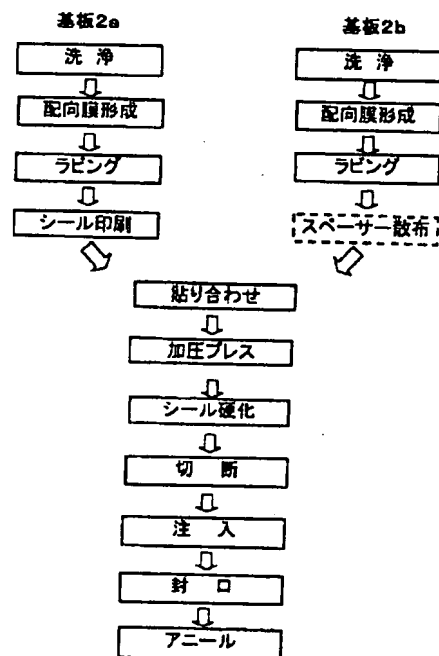 基板2a
洗浄
配向膜形成
ラビング
シール印刷
基板2b
洗浄
配向膜形成
ラビング
スペーサー散布
貼り合わせ
加圧プレス
シール硬化
切断
注入
封口
アニール